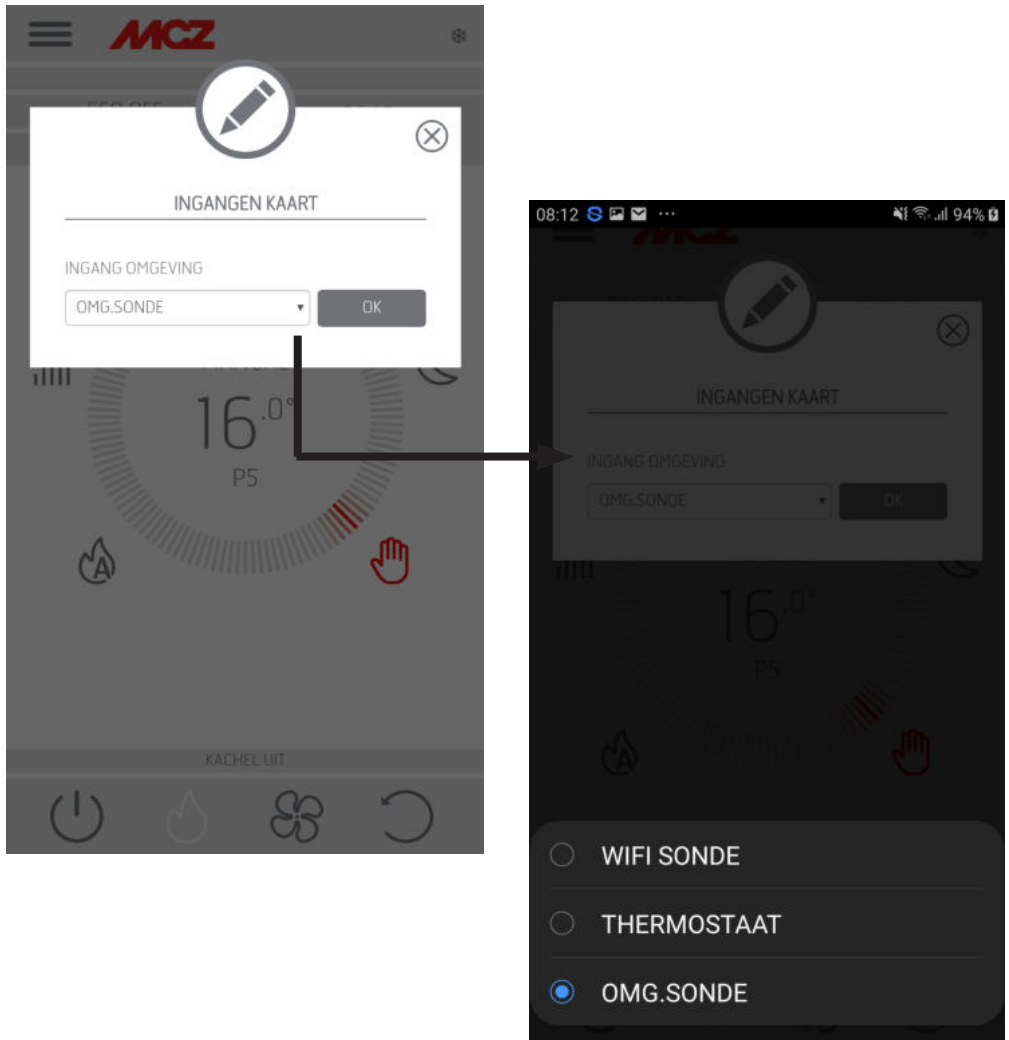 MCZ
INGANGEN KAART
INGANG OMGEVING
OMG.SONDE
OK
16.0°
P5
KACHEL UIT
08:12
94%
MCZ
INGANGEN KAART
INGANG OMGEVING
OMG.SONDE
OK
16.0°
P5
WIFI SONDE
THERMOSTAAT
OMG.SONDE